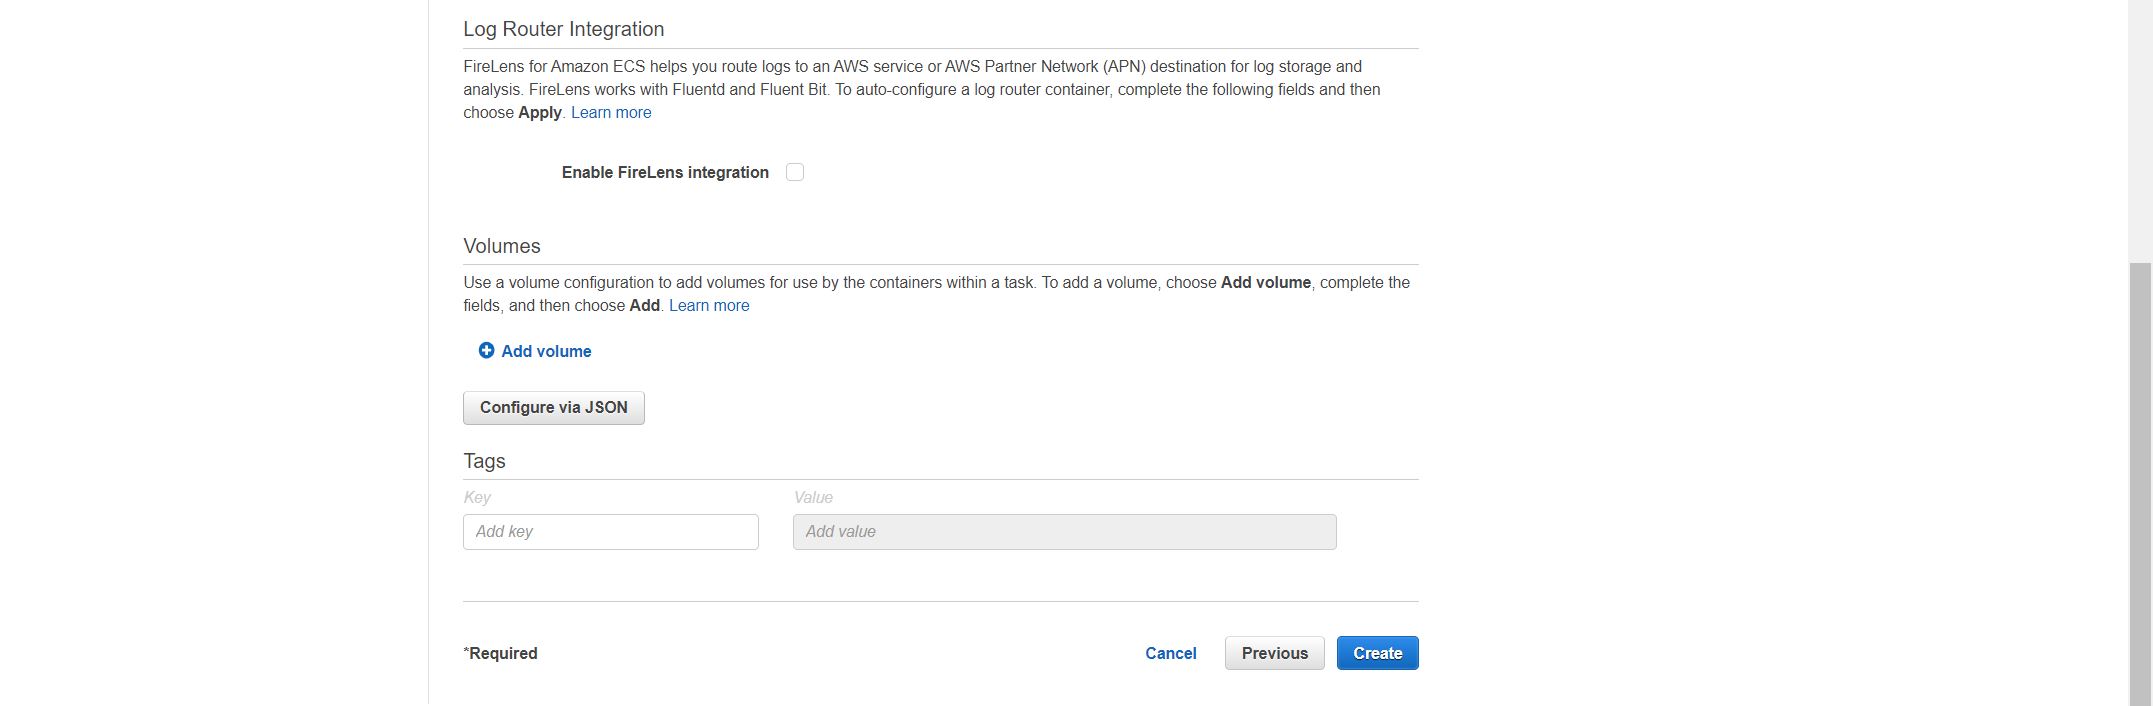 Log Router Integration
FireLens for Amazon ECS helps you route logs to an AWS service or AWS Partner Network (APN) destination for log storage and
analysis. FireLens works with Fluentd and Fluent Bit. To auto-configure a log router container, complete the following fields and then
choose Apply. Learn more
Enable FireLens integration
Volumes
Use a volume configuration to add volumes for use by the containers within a task. To add a volume, choose Add volume, complete the
fields, and then choose Add. Learn more
Add volume
Configure via JSON
Tags
Key Value
Add key Add value
*Required Cancel Previous Create